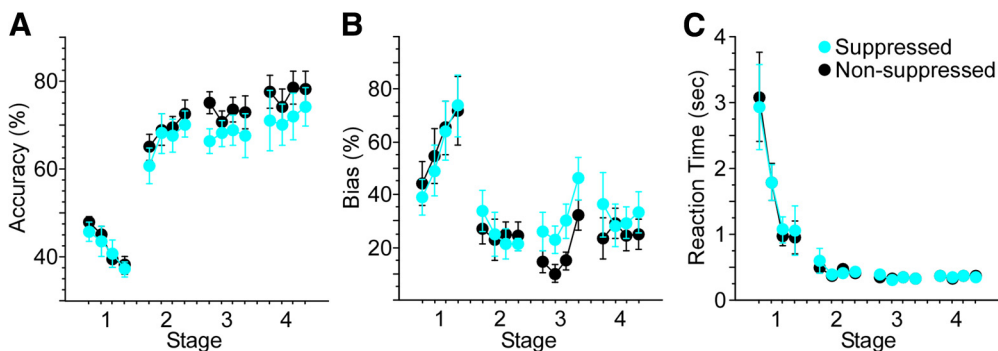 A
Accuracy (%)
80
60
40
1 2 3 4
Stage
B
Bias (%)
80
60
40
20
1 2 3 4
Stage
C
Reaction Time (sec)
4
3
2
1
0
1 2 3 4
Stage
Suppressed
Non-suppressed